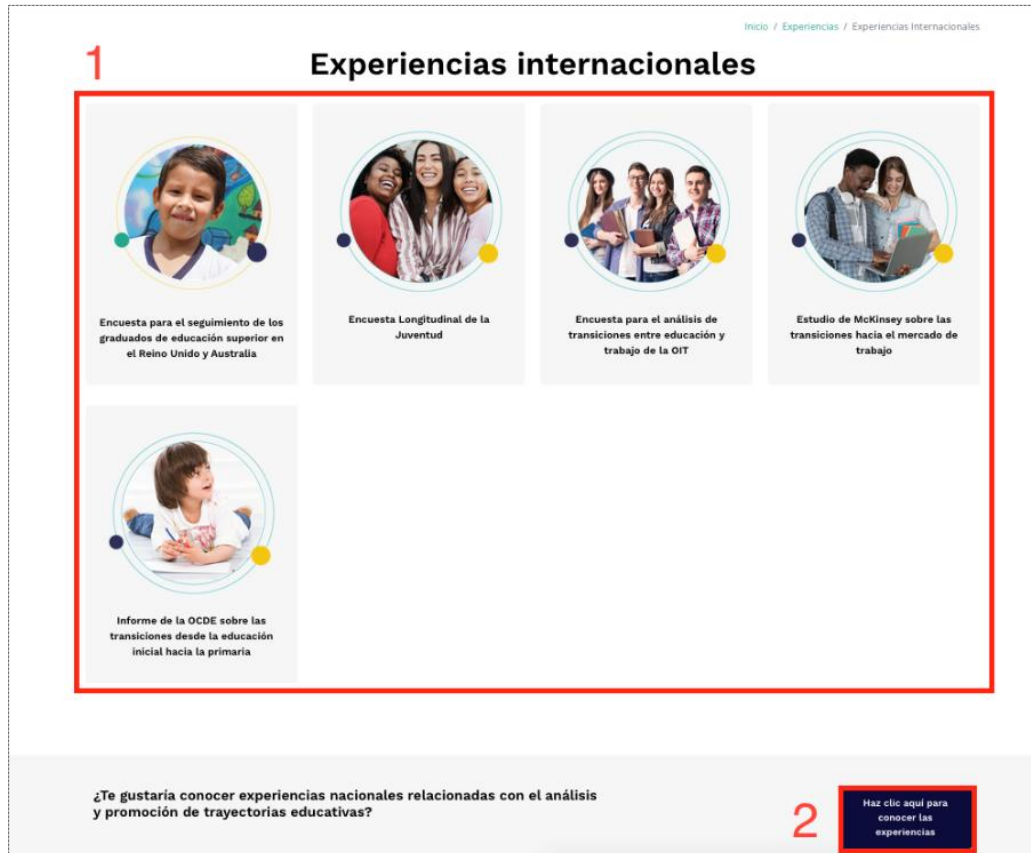 Inicio / Experiencias / Experiencias Internacionales
1
Experiencias internacionales
Encuesta para el seguimiento de los
graduados de educación superior en
el Reino Unido y Australia
Encuesta Longitudinal de la
Juventud
Encuesta para el análisis de
transiciones entre educación y
trabajo de la OIT
Estudio de McKinsey sobre las
transiciones hacia el mercado de
trabajo
Informe de la OCDE sobre las
transiciones desde la educación
inicial hacia la primaria
¿Te gustaría conocer experiencias nacionales relacionadas con el análisis
y promoción de trayectorias educativas?
2
Haz clic aquí para
conocer las
experiencias